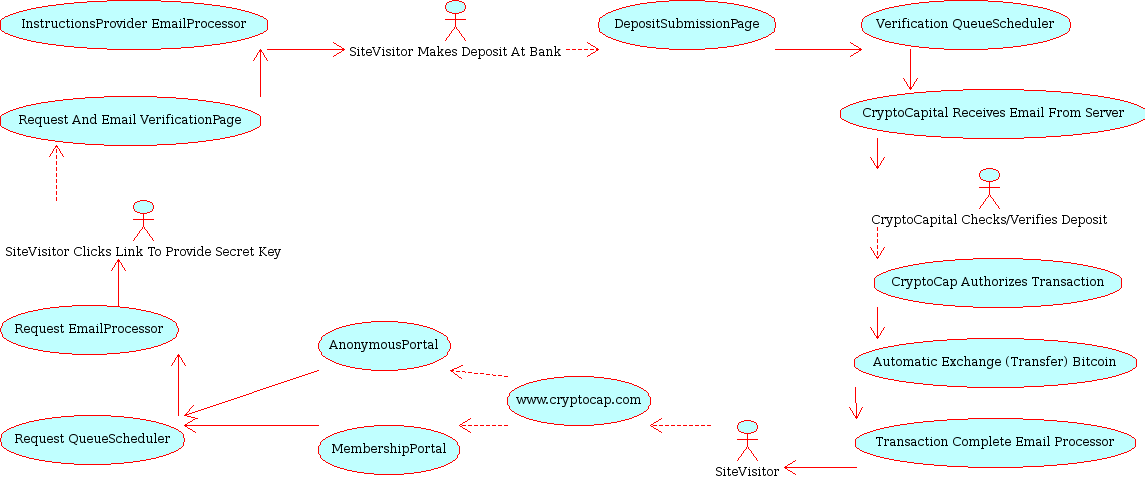 InstructionsProvider EmailProcessor
SiteVisitor Makes Deposit At Bank
DepositSubmissionPage
Verification QueueScheduler
Request And Email VerificationPage
CryptoCapital Receives Email From Server
CryptoCapital Checks/Verifies Deposit
SiteVisitor Clicks Link To Provide Secret Key
CryptoCap Authorizes Transaction
Request EmailProcessor
AnonymousPortal
Automatic Exchange (Transfer) Bitcoin
www.cryptocap.com
Request QueueScheduler
MembershipPortal
Transaction Complete Email Processor
SiteVisitor